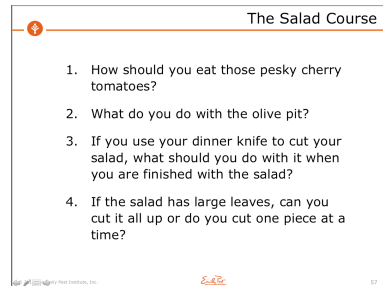 The Salad Course
1. How should you eat those pesky cherry
tomatoes?
2. What do you do with the olive pit?
3. If you use your dinner knife to cut your
salad, what should you do with it when
you are finished with the salad?
4. If the salad has large leaves, can you
cut it all up or do you cut one piece at a
time?
Post Institute, Inc.
57